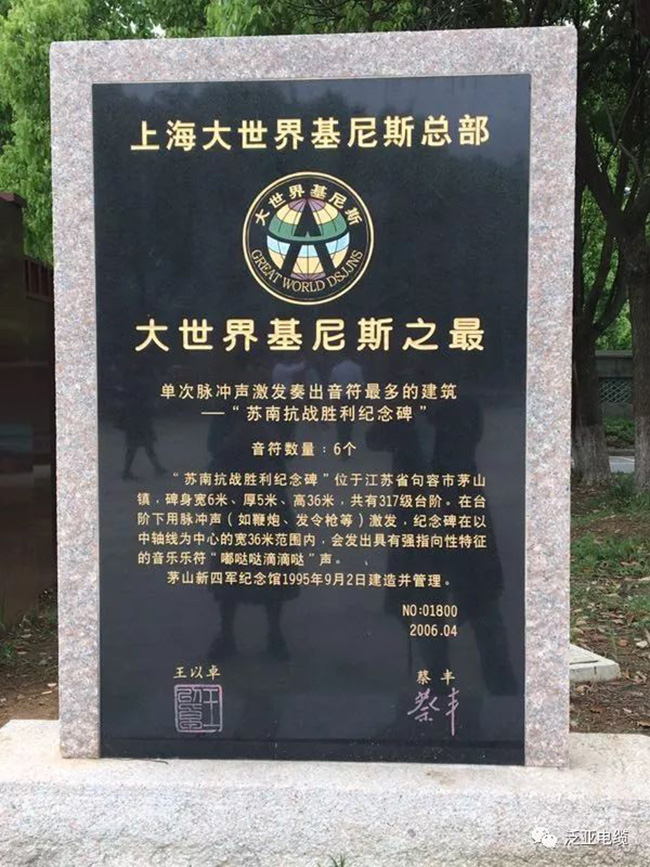 上海大世界基尼斯总部
大世界基尼斯
GREAT WORLD DSJJNS
大世界基尼斯之最
单次脉冲声激发奏出音符最多的建筑
——“苏南抗战胜利纪念碑”
音符数量：6个
“苏南抗战胜利纪念碑”位于江苏省句容市茅山
镇，碑身宽6米、厚5米、高36米，共有317级台阶。在台
阶下用脉冲声（如鞭炮、发令枪等）激发，纪念碑在以
中轴线为中心的宽36米范围内，会发出具有强指向性特征
的音乐乐符“嘟哒哒滴滴哒”声。
茅山新四军纪念馆1995年9月2日建造并管理。
NO:01800
2006.04
王以卓
蔡丰
蔡丰
泛亚电缆